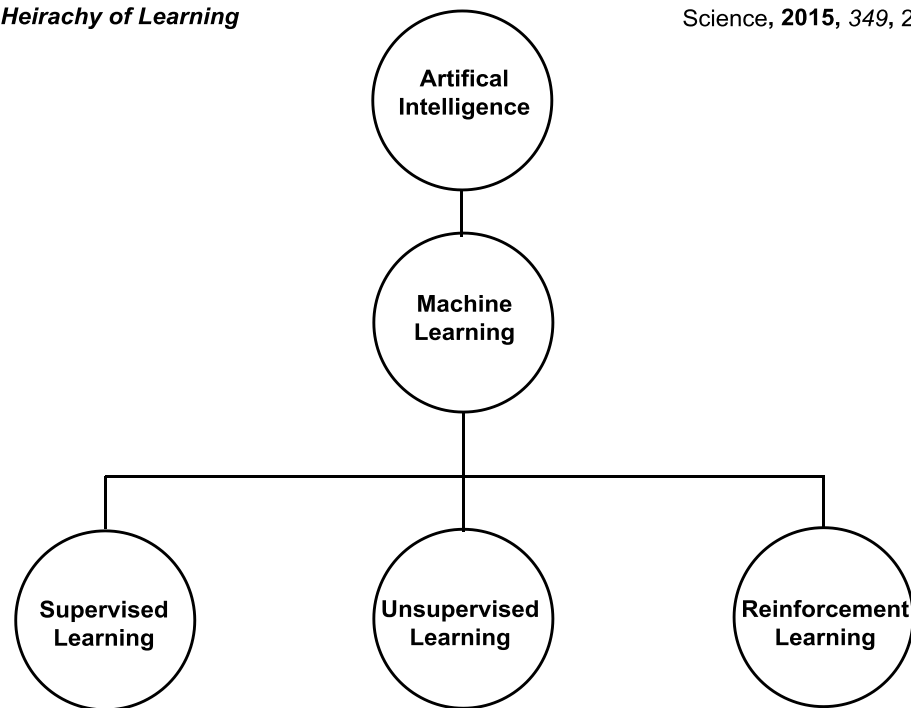 Heirachy of Learning
Science, 2015, 349, 2
Artifical
Intelligence
Machine
Learning
Supervised
Learning
Unsupervised
Learning
Reinforcement
Learning